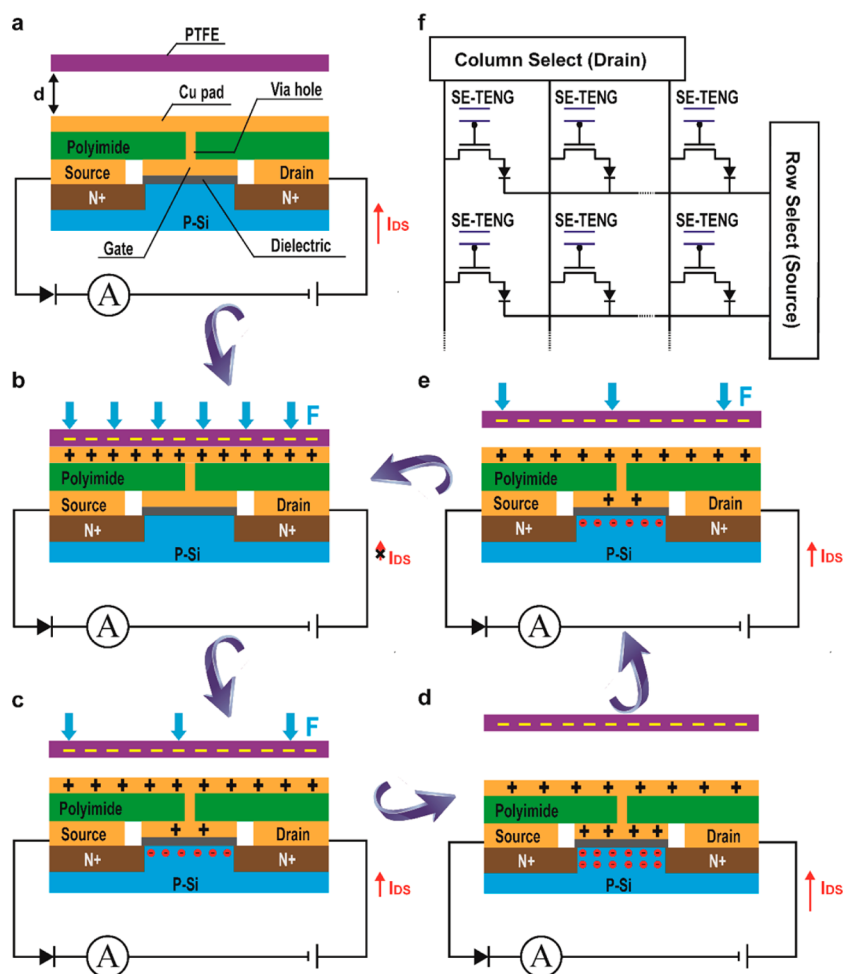 a
PTFE
d
Cu pad
Via hole
Polyimide
Source
Drain
N+
N+
P-Si
IDS
Gate
Dielectric
A
f
Column Select (Drain)
SE-TENG
SE-TENG
SE-TENG
SE-TENG
SE-TENG
SE-TENG
Row Select (Source)
b
F
− − − − − − − − − − − − −
+ + + + + + + + + + + +
Polyimide
Source
Drain
N+
N+
P-Si
IDS
A
e
F
− − − − − − − − − − − − −
+ + + + + + + + + +
Polyimide
Source
+ +
Drain
N+
− − − − − −
N+
P-Si
IDS
A
c
F
− − − − − − − − − − − − −
+ + + + + + + + + +
Polyimide
Source
+ +
Drain
N+
− − − − − −
N+
P-Si
IDS
A
d
− − − − − − − − − − − − −
+ + + + + + + +
Polyimide
Source
+ + + +
Drain
N+
− − − − −
− − − − −
N+
P-Si
IDS
A